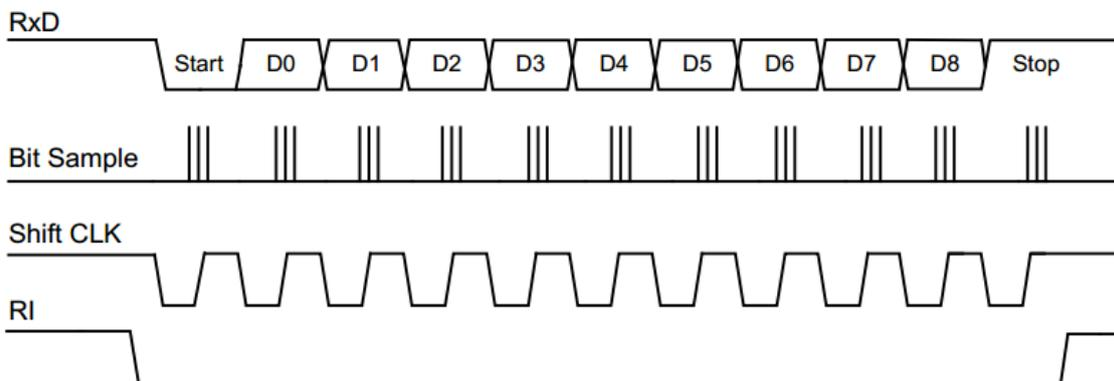 RxD
Start D0 D1 D2 D3 D4 D5 D6 D7 D8 Stop
Bit Sample
Shift CLK
RI